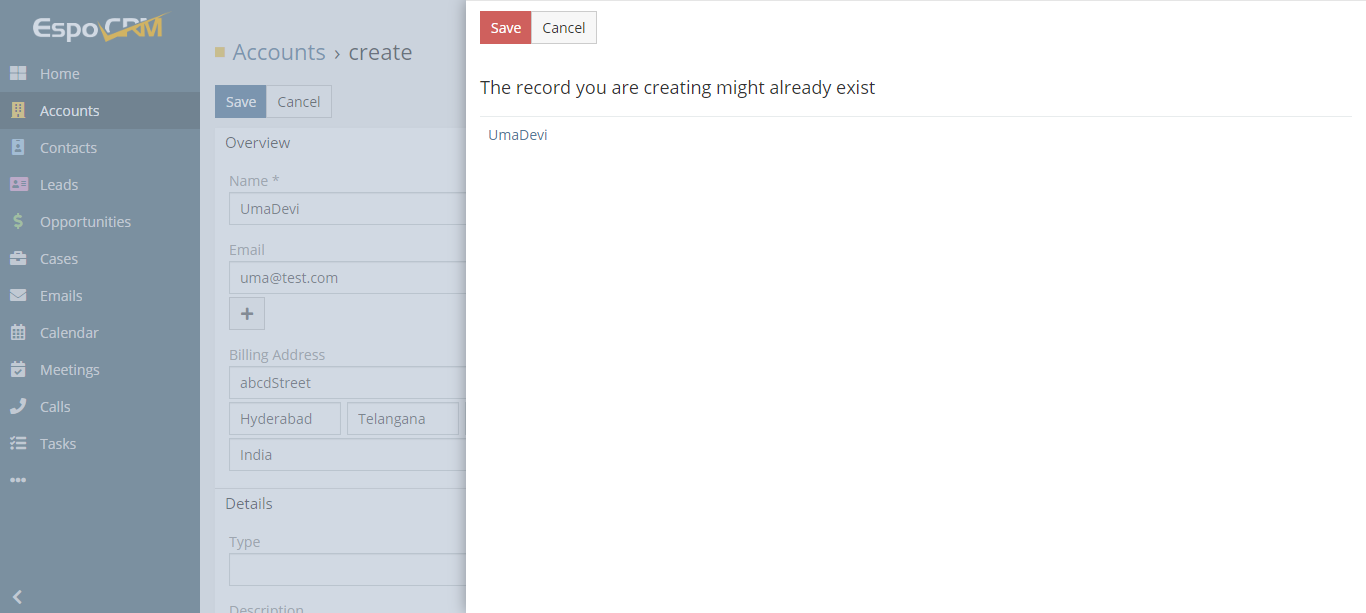 EspoCRM
Home
Accounts
Contacts
Leads
Opportunities
Cases
Emails
Calendar
Meetings
Calls
Tasks
Accounts › create
Save Cancel
Overview
Name *
UmaDevi
Email
uma@test.com
Billing Address
abcdStreet
Hyderabad Telangana
India
Details
Type
Description
Save Cancel
The record you are creating might already exist
UmaDevi